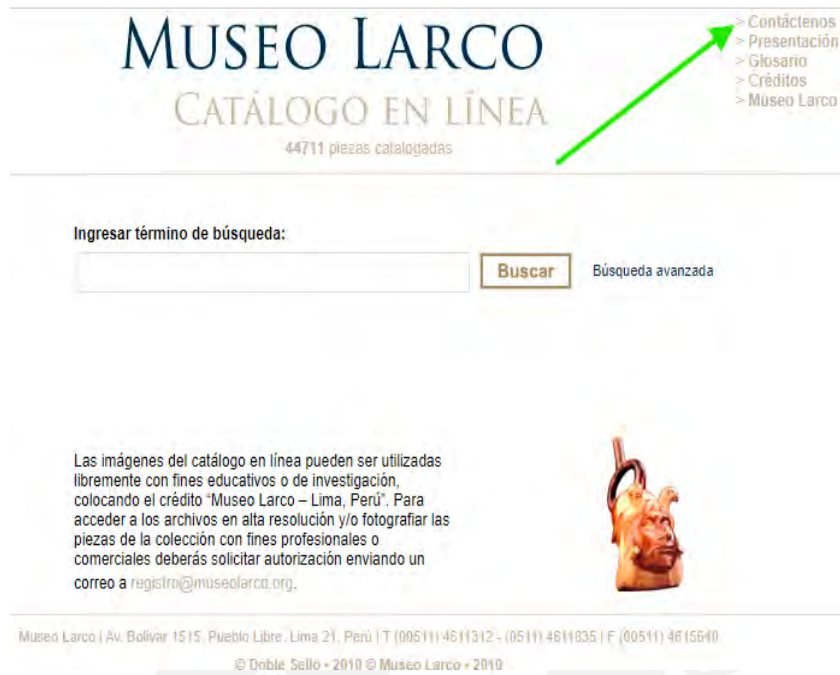 MUSEO LARCO
CATÁLOGO EN LÍNEA
44711 piezas catalogadas
> Contáctenos
> Presentación
> Glosario
> Créditos
> Museo Larco
Ingresar término de búsqueda:
Buscar
Búsqueda avanzada
Las imágenes del catálogo en línea pueden ser utilizadas
libremente con fines educativos o de investigación,
colocando el crédito “Museo Larco – Lima, Perú”. Para
acceder a los archivos en alta resolución y/o fotografiar las
piezas de la colección con fines profesionales o
comerciales deberás solicitar autorización enviando un
correo a registro@museolarco.org.
Museo Larco | Av. Bolivar 1515. Pueblo Libre. Lima 21. Perú | T (00511) 4611312 - (0511) 4611835 | F (00511) 4615640
© Doble Sello - 2010 © Museo Larco - 2010